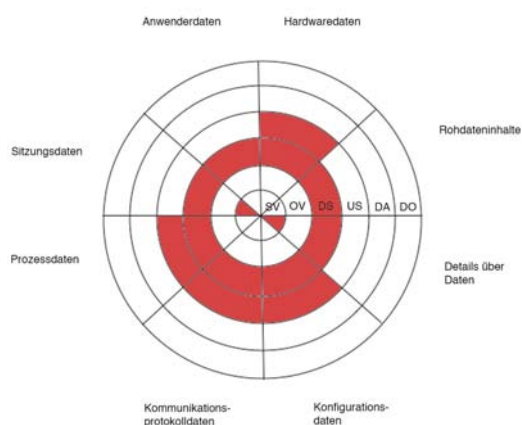 Anwenderdaten
Hardwaredaten
Rohdateninhalte
Sitzungsdaten
SV OV DS US DA DO
Prozessdaten
Details über
Daten
Kommunikations-
protokolldaten
Konfigurations-
daten